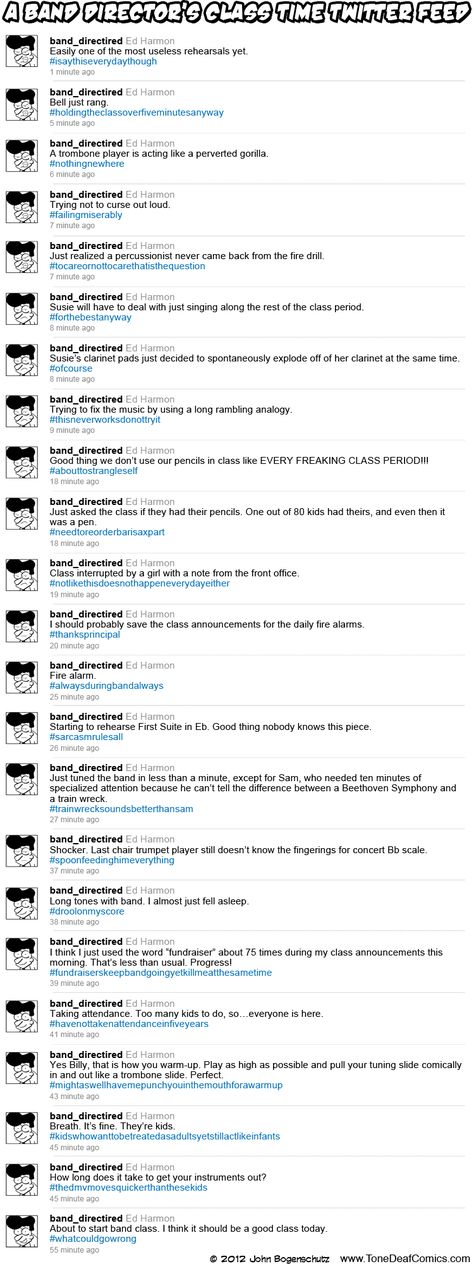 A BAND DIRECTOR'S CLASS TIME TWITTER FEED
band_directired Ed Harmon
Easily one of the most useless rehearsals yet.
#isaythiseverydaythough
1 minute ago
band_directired Ed Harmon
Bell just rang.
#holdingtheclassoverfiveminutesanyway
5 minute ago
band_directired Ed Harmon
A trombone player is acting like a perverted gorilla.
#nothingnewhere
6 minute ago
band_directired Ed Harmon
Trying not to curse out loud.
#failingmiserably
7 minute ago
band_directired Ed Harmon
Just realized a percussionist never came back from the fire drill.
#tocareornottocarethatisthequestion
7 minute ago
band_directired Ed Harmon
Susie will have to deal with just singing along the rest of the class period.
#forthebestanyway
8 minute ago
band_directired Ed Harmon
Susie's clarinet pads just decided to spontaneously explode off of her clarinet at the same time.
#ofcourse
8 minute ago
band_directired Ed Harmon
Trying to fix the music by using a long rambling analogy.
#thisneverworksdonottryit
9 minute ago
band_directired Ed Harmon
Good thing we don't use our pencils in class like EVERY FREAKING CLASS PERIOD!!!
#abouttostrangleself
18 minute ago
band_directired Ed Harmon
Just asked the class if they had their pencils. One out of 80 kids had theirs, and even then it
was a pen.
#needtoreorderbarisaxpart
18 minute ago
band_directired Ed Harmon
Class interrupted by a girl with a note from the front office.
#notlikethisdoesnothappeneverydayeither
19 minute ago
band_directired Ed Harmon
I should probably save the class announcements for the daily fire alarms.
#thanksprincipal
20 minute ago
band_directired Ed Harmon
Fire alarm.
#alwaysduringbandalways
25 minute ago
band_directired Ed Harmon
Starting to rehearse First Suite in Eb. Good thing nobody knows this piece.
#sarcasmrulesall
26 minute ago
band_directired Ed Harmon
Just tuned the band in less than a minute, except for Sam, who needed ten minutes of
specialized attention because he can't tell the difference between a Beethoven Symphony and
a train wreck.
#trainwrecksoundsbetterthansam
27 minute ago
band_directired Ed Harmon
Shocker. Last chair trumpet player still doesn't know the fingerings for concert Bb scale.
#spoonfeedinghimeverything
37 minute ago
band_directired Ed Harmon
Long tones with band. I almost just fell asleep.
#droolonmyscore
38 minute ago
band_directired Ed Harmon
I think I just used the word "fundraiser" about 75 times during my class announcements this
morning. That's less than usual. Progress!
#fundraiserskeepbandgoingyetkillmeatthesametime
39 minute ago
band_directired Ed Harmon
Taking attendance. Too many kids to do, so...everyone is here.
#havenottakenattendanceinfiveyears
41 minute ago
band_directired Ed Harmon
Yes Billy, that is how you warm-up. Play as high as possible and pull your tuning slide comically
in and out like a trombone slide. Perfect.
#mightaswellhavemepunchyouinthemouthforawarmup
43 minute ago
band_directired Ed Harmon
Breath. It's fine. They're kids.
#kidswhowanttobetreatedasadultsyetstillactlikeinfants
45 minute ago
band_directired Ed Harmon
How long does it take to get your instruments out?
#thedmvmovesquickerthanthesekids
45 minute ago
band_directired Ed Harmon
About to start band class. I think it should be a good class today.
#whatcouldgowrong
55 minute ago
© 2012 John Bogenschutz www.ToneDeafComics.com